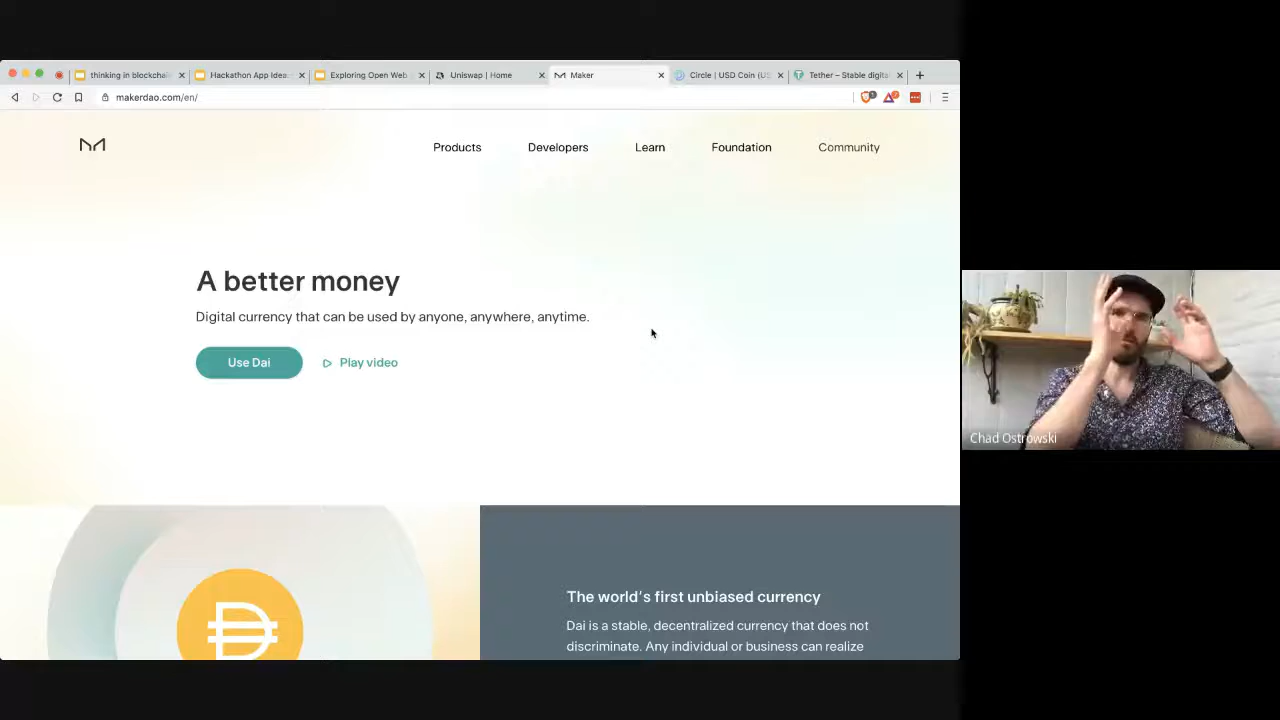 thinking in blockchai
Hackathon App Idea
Exploring Open Web
Uniswap | Home
Maker
Circle | USD Coin (US
Tether – Stable digita
makerdao.com/en/
Products
Developers
Learn
Foundation
Community
A better money
Digital currency that can be used by anyone, anywhere, anytime.
Use Dai
Play video
The world's first unbiased currency
Dai is a stable, decentralized currency that does not
discriminate. Any individual or business can realize
Chad Ostrowski